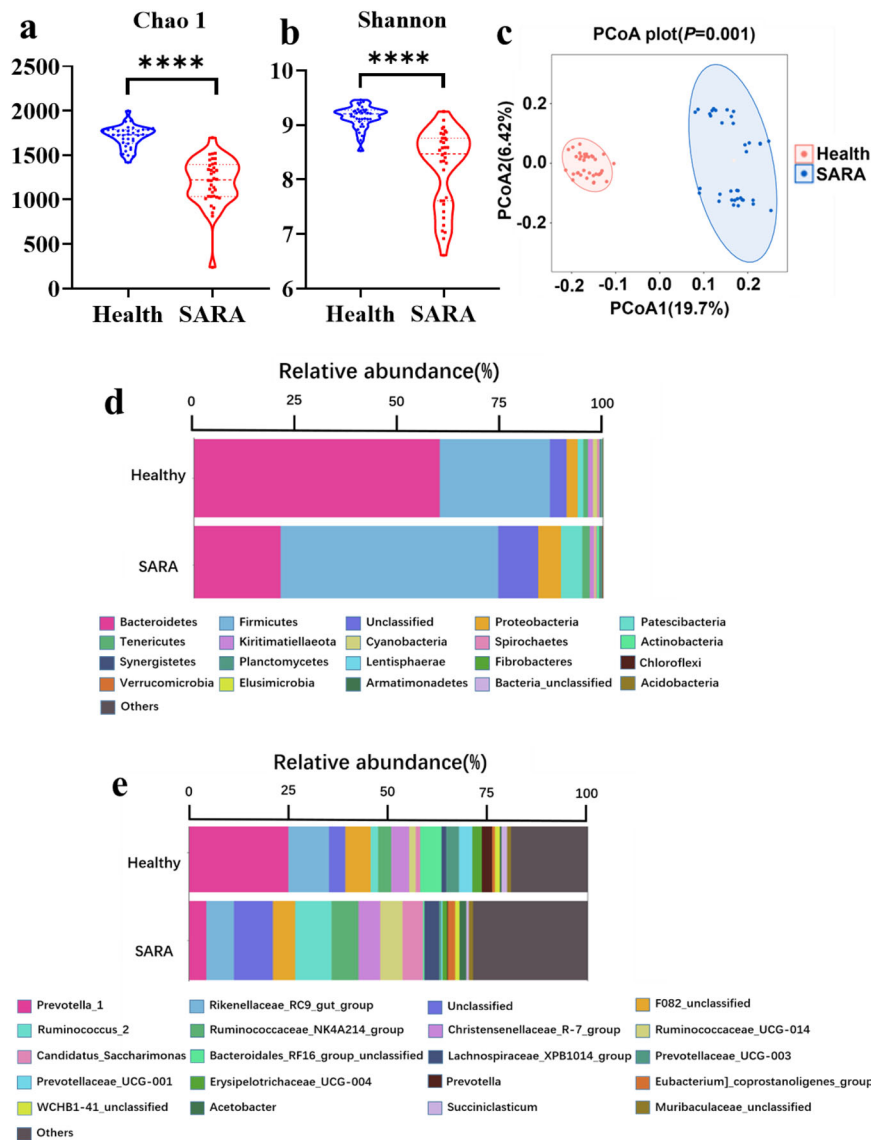 a
Chao 1
****
2500
2000
1500
1000
500
0
Health SARA
b
Shannon
****
10
9
8
7
6
Health SARA
c
PCoA plot(P=0.001)
PCoA2(6.42%)
0.2
0.0
-0.2
-0.2 -0.1 0.0 0.1 0.2
PCoA1(19.7%)
Health
SARA
d
Relative abundance(%)
0 25 50 75 100
Healthy
SARA
Bacteroidetes Firmicutes Unclassified Proteobacteria Patescibacteria
Tenericutes Kiritimatiellaeota Cyanobacteria Spirochaetes Actinobacteria
Synergistetes Planctomycetes Lentisphaerae Fibrobacteres Chloroflexi
Verrucomicrobia Elusimicrobia Armatimonadetes Bacteria_unclassified Acidobacteria
Others
e
Relative abundance(%)
0 25 50 75 100
Healthy
SARA
Prevotella_1 Rikenellaceae_RC9_gut_group Unclassified F082_unclassified
Ruminococcus_2 Ruminococcaceae_NK4A214_group Christensenellaceae_R-7_group Ruminococcaceae_UCG-014
Candidatus_Saccharimonas Bacteroidales_RF16_group_unclassified Lachnospiraceae_XPB1014_group Prevotellaceae_UCG-003
Prevotellaceae_UCG-001 Erysipelotrichaceae_UCG-004 Prevotella Eubacterium]_coprostanoligenes_group
WCHB1-41_unclassified Acetobacter Succiniclasticum Muribaculaceae_unclassified
Others